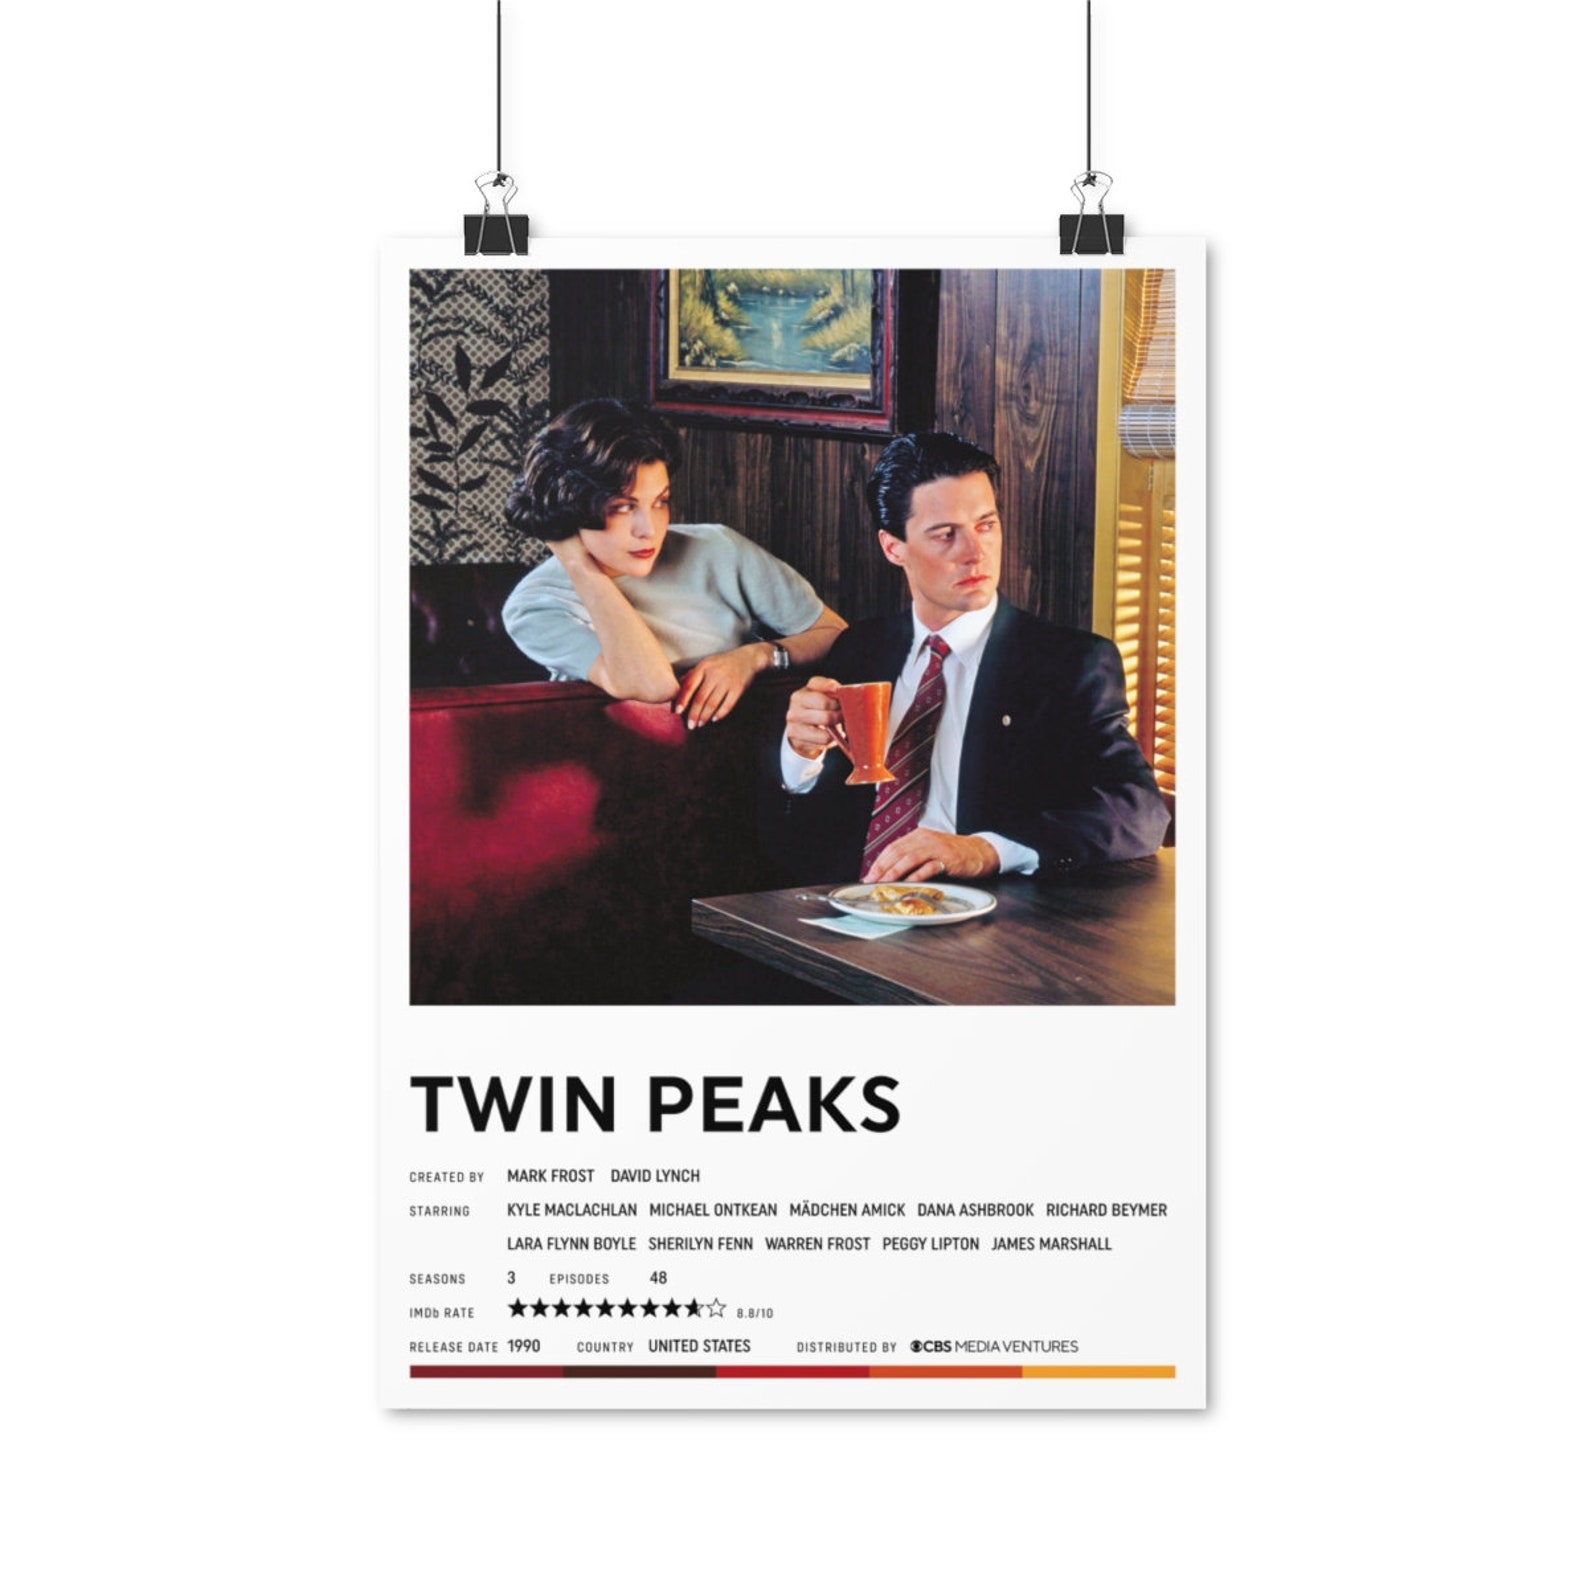 TWIN PEAKS
CREATED BY MARK FROST DAVID LYNCH
STARRING KYLE MACLACHLAN MICHAEL ONTKEAN MÄDCHEN AMICK DANA ASHBROOK RICHARD BEYMER
LARA FLYNN BOYLE SHERILYN FENN WARREN FROST PEGGY LIPTON JAMES MARSHALL
SEASONS 3 EPISODES 48
IMDb RATE 8.8/10
RELEASE DATE 1990 COUNTRY UNITED STATES DISTRIBUTED BY CBS MEDIA VENTURES